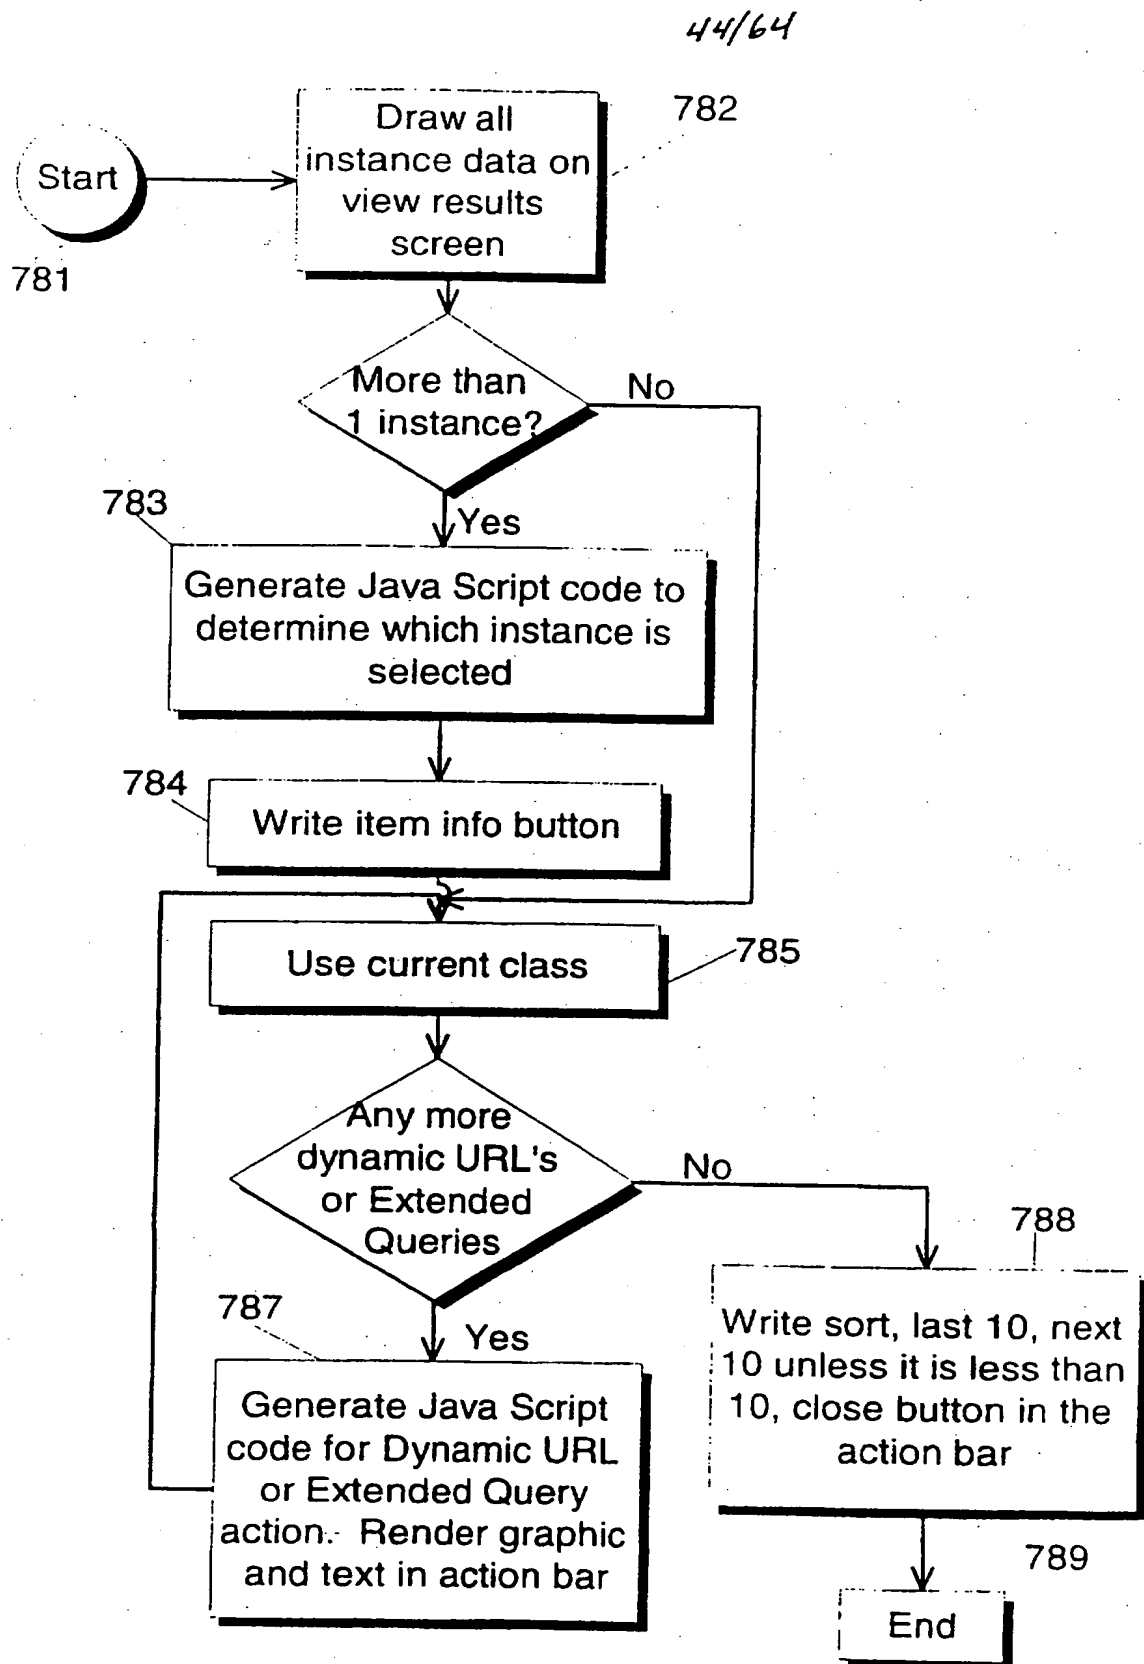 44/64
782
Draw all
instance data on
view results
screen
Start
781
More than
1 instance?
No
Yes
783
Generate Java Script code to
determine which instance is
selected
784
Write item info button
Use current class
785
Any more
dynamic URL's
or Extended
Queries
No
788
787
Yes
Write sort, last 10, next
10 unless it is less than
10, close button in the
action bar
Generate Java Script
code for Dynamic URL
or Extended Query
action. Render graphic
and text in action bar
789
End